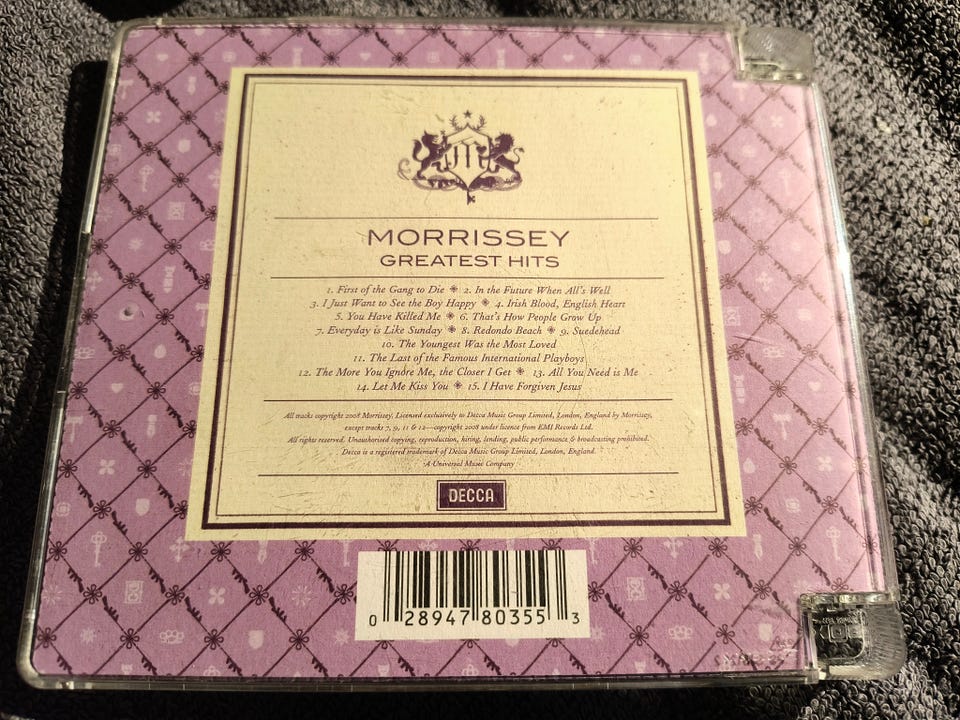 MORRISSEY
GREATEST HITS
1. First of the Gang to Die ❋ 2. In the Future When All's Well
3. I Just Want to See the Boy Happy ❋ 4. Irish Blood, English Heart
5. You Have Killed Me ❋ 6. That's How People Grow Up
7. Everyday is Like Sunday ❋ 8. Redondo Beach ❋ 9. Suedehead
10. The Youngest Was the Most Loved
11. The Last of the Famous International Playboys
12. The More You Ignore Me, the Closer I Get ❋ 13. All You Need is Me
14. Let Me Kiss You ❋ 15. I Have Forgiven Jesus
All tracks copyright 2008 Morrissey. Licensed exclusively to Decca Music Group Limited, London, England by Morrissey,
except tracks 7, 9, 11 & 12—copyright 2008 under licence from EMI Records Ltd.
All rights reserved. Unauthorised copying, reproduction, hiring, lending, public performance & broadcasting prohibited.
Decca is a registered trademark of Decca Music Group Limited, London, England.
A Universal Music Company
DECCA
0 28947 80355 3